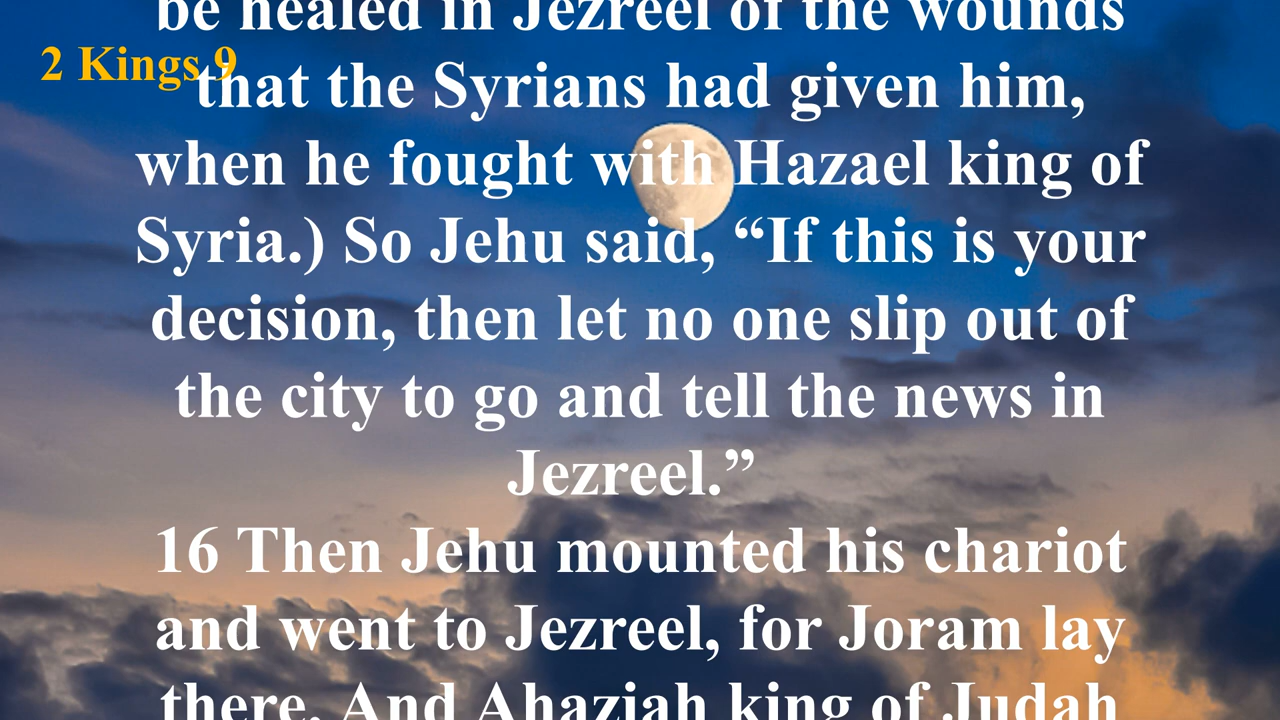 be healed in Jezreel of the wounds
2 Kings 9
that the Syrians had given him,
when he fought with Hazael king of
Syria.) So Jehu said, “If this is your
decision, then let no one slip out of
the city to go and tell the news in
Jezreel.”
16 Then Jehu mounted his chariot
and went to Jezreel, for Joram lay
there. And Ahaziah king of Judah